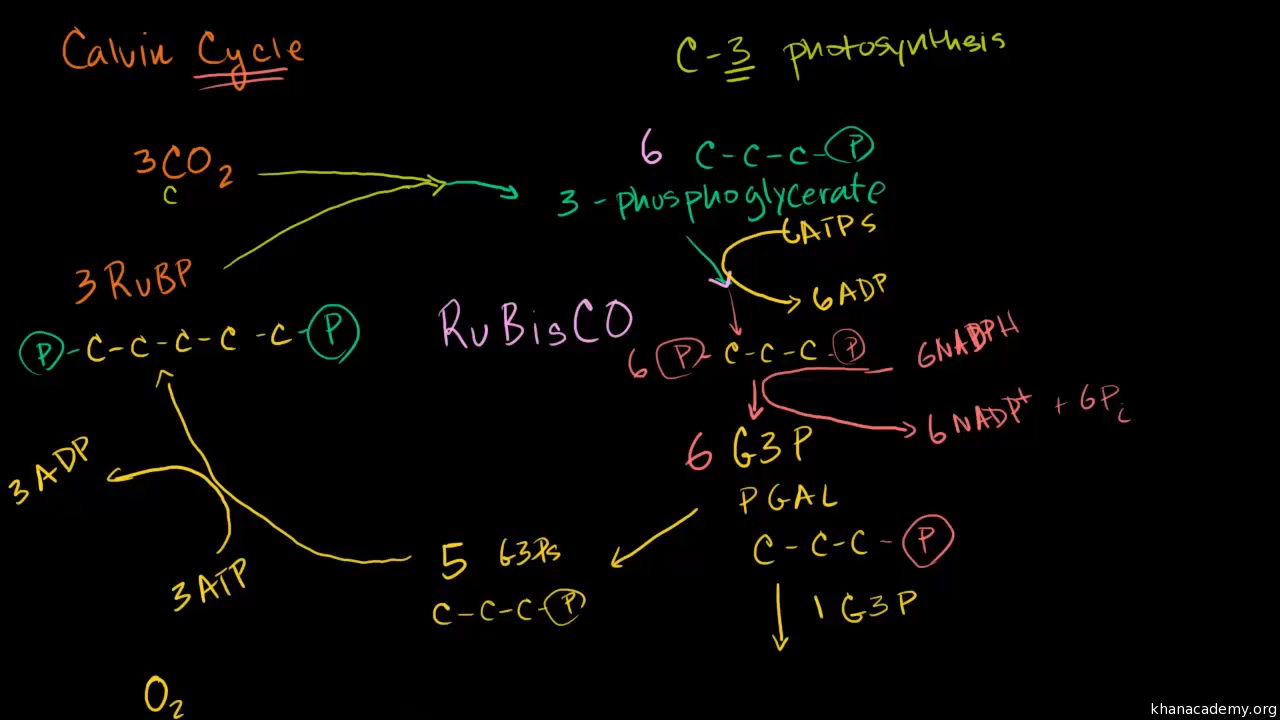 Calvin Cycle
C-3 photosynthesis
3CO2
C
6 C-C-C-P
3-phosphoglycerate
6ATPs
6ADP
3 RuBP
P-C-C-C-C-C-P
RuBisCO
6 P-C-C-C-P
6NADPH
6NADP+ + 6Pi
6 G3P
PGAL
C-C-C-P
3ADP
3ATP
5 G3Ps
C-C-C-P
1 G3P
O2
khanacademy.org